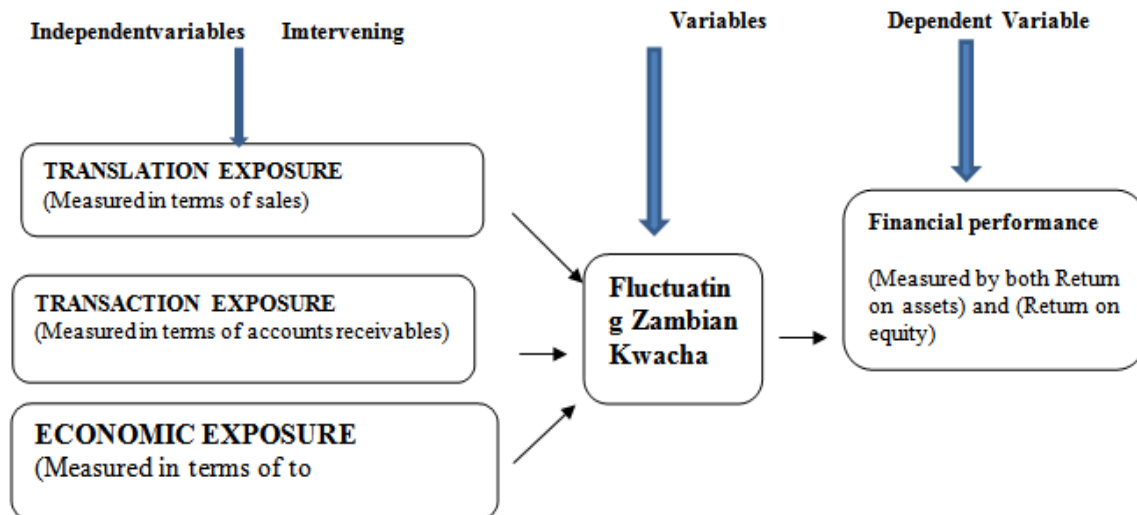 Independentvariables Imtervening
Variables
Dependent Variable
TRANSLATION EXPOSURE
(Measured in terms of sales)
TRANSACTION EXPOSURE
(Measured in terms of accounts receivables)
ECONOMIC EXPOSURE
(Measured in terms of to
Fluctuatin
g Zambian
Kwacha
Financial performance
(Measured by both Return
on assets) and (Return on
equity)